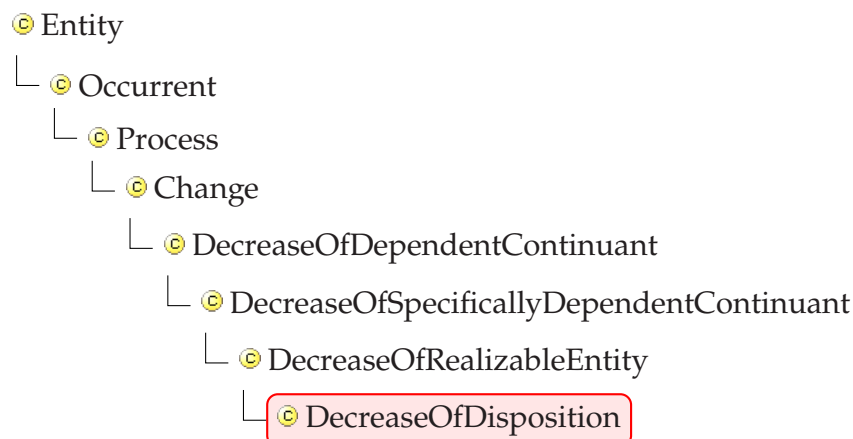 © Entity
© Occurrent
© Process
© Change
© DecreaseOfDependentContinuant
© DecreaseOfSpecificallyDependentContinuant
© DecreaseOfRealizableEntity
© DecreaseOfDisposition